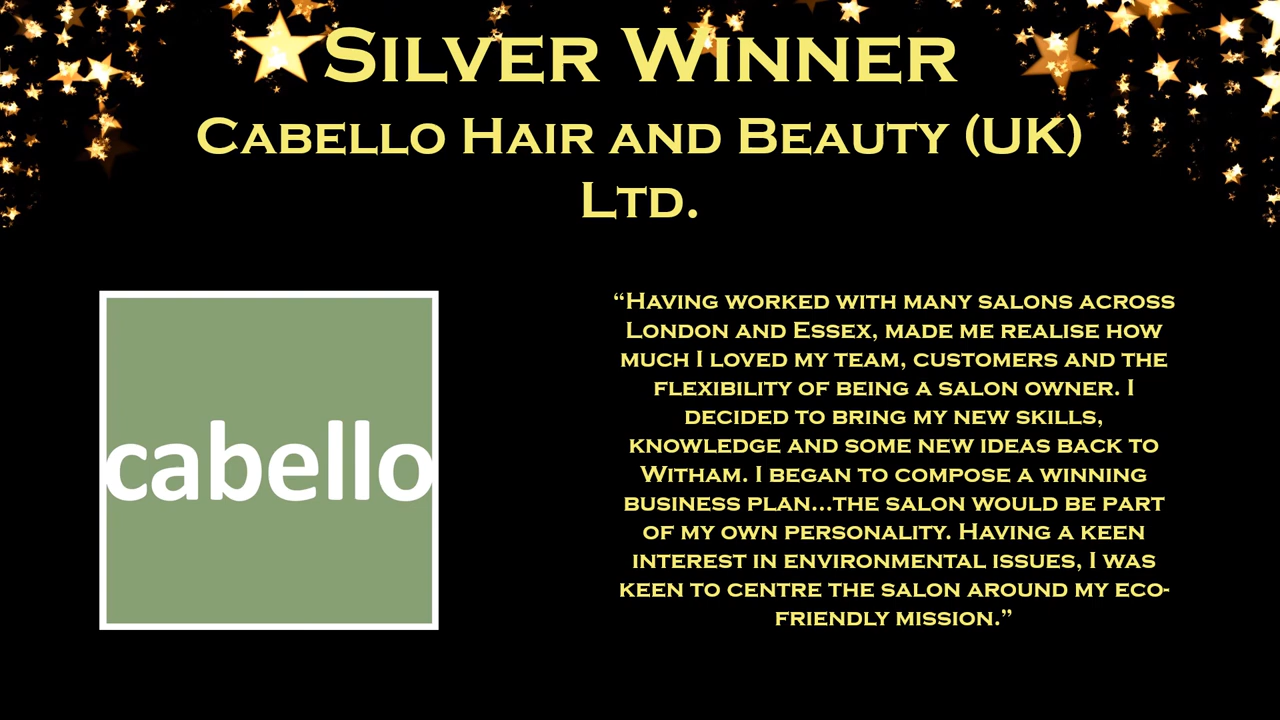 Silver Winner
Cabello Hair and Beauty (UK)
Ltd.
cabello
“Having worked with many salons across
London and Essex, made me realise how
much I loved my team, customers and the
flexibility of being a salon owner. I
decided to bring my new skills,
knowledge and some new ideas back to
Witham. I began to compose a winning
business plan...the salon would be part
of my own personality. Having a keen
interest in environmental issues, I was
keen to centre the salon around my eco-
friendly mission.”